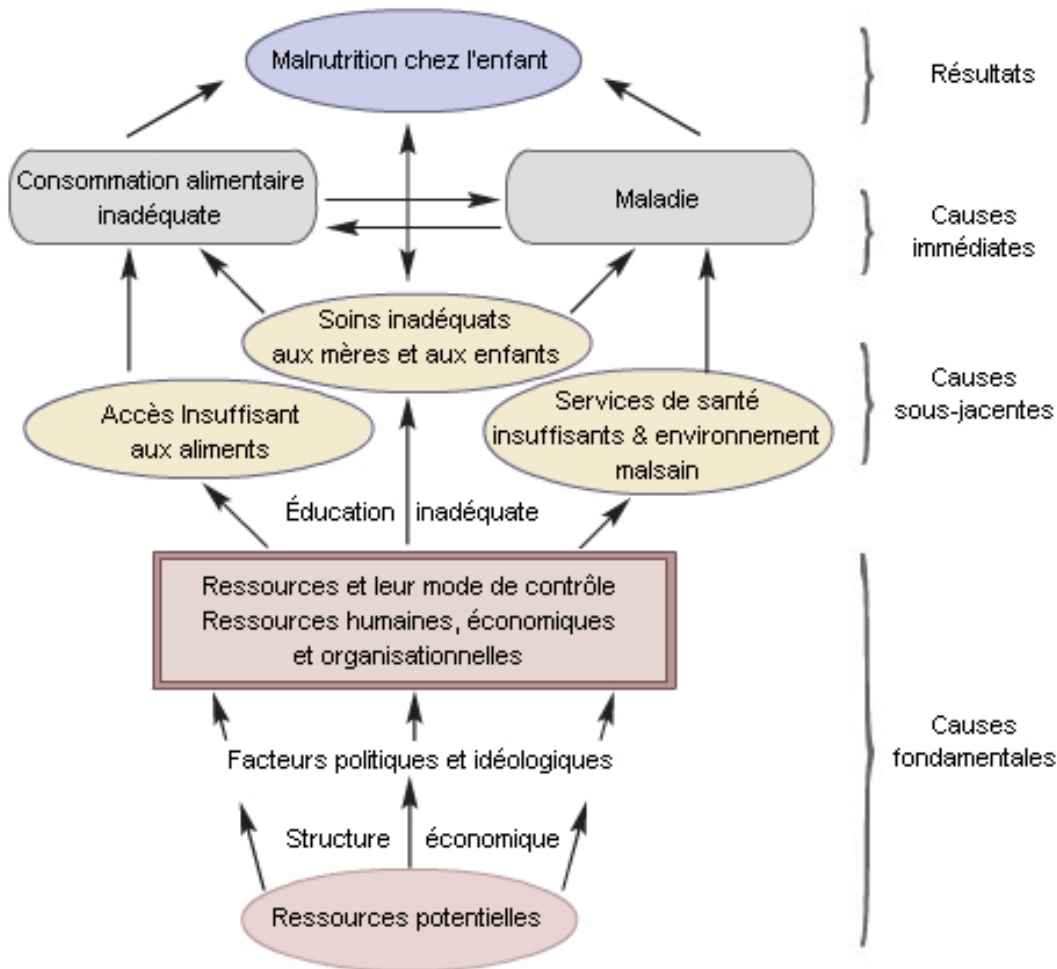 Malnutrition chez l'enfant
Résultats
Consommation alimentaire
inadéquate
Maladie
Causes
immédiates
Soins inadéquats
aux mères et aux enfants
Causes
sous-jacentes
Accès Insuffisant
aux aliments
Services de santé
insuffisants & environnement
malsain
Éducation inadéquate
Ressources et leur mode de contrôle
Ressources humaines, économiques
et organisationnelles
Causes
fondamentales
Facteurs politiques et idéologiques
Structure économique
Ressources potentielles